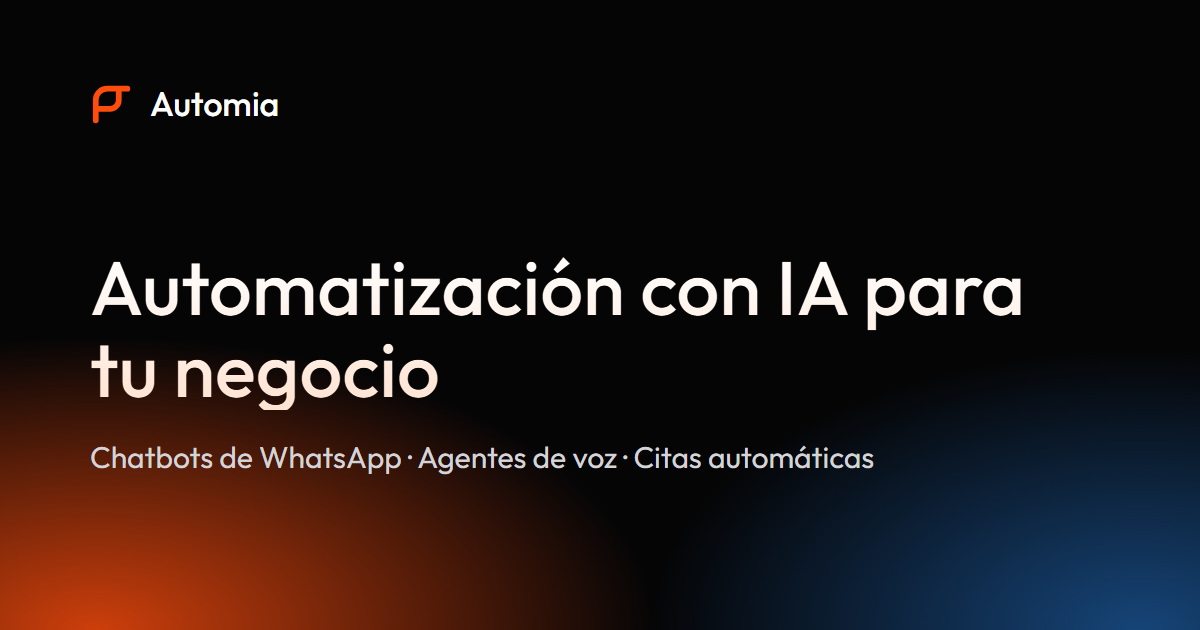 Automia
Automatización con IA para
tu negocio
Chatbots de WhatsApp · Agentes de voz · Citas automáticas